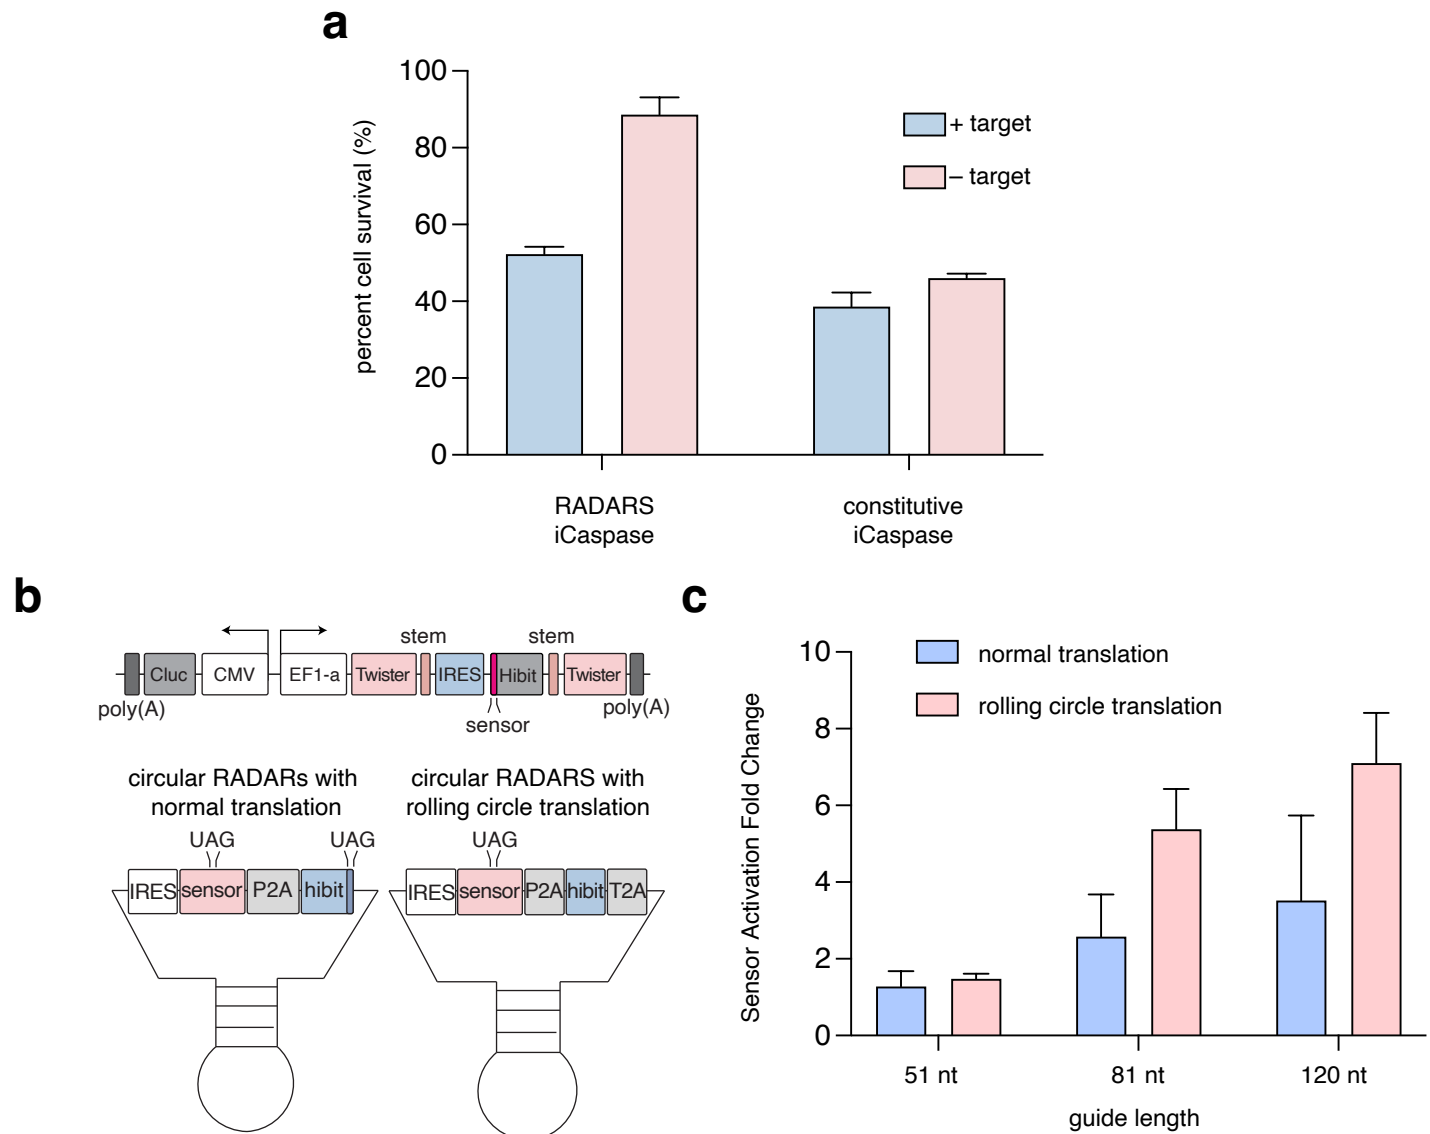 a
percent cell survival (%)
100
80
60
40
20
0
+ target
– target
RADARS
iCaspase
constitutive
iCaspase
b
stem stem
Cluc CMV EF1-a Twister IRES Hibit Twister
poly(A) poly(A)
sensor
circular RADARs with
normal translation
UAG UAG
IRES sensor P2A hibit
circular RADARS with
rolling circle translation
UAG
IRES sensor P2A hibit T2A
c
Sensor Activation Fold Change
10
8
6
4
2
0
normal translation
rolling circle translation
51 nt 81 nt 120 nt
guide length